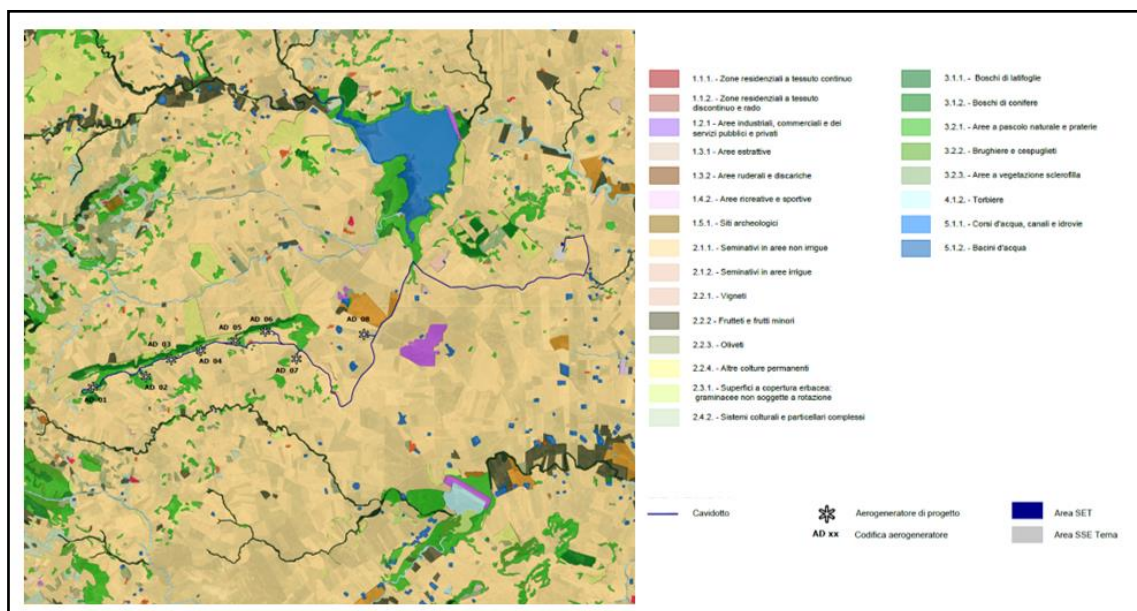 AD 06
AD 05
AD 08
AD 03
AD 04
AD 07
AD 02
AD 01
1.1.1. - Zone residenziali a tessuto continuo
1.1.2. - Zone residenziali a tessuto
discontinuo e rado
1.2.1 - Aree industriali, commerciali e dei
servizi pubblici e privati
1.3.1 - Aree estrattive
1.3.2 - Aree ruderali e discariche
1.4.2. - Aree ricreative e sportive
1.5.1. - Siti archeologici
2.1.1. - Seminativi in aree non irrigue
2.1.2. - Seminativi in aree irrigue
2.2.1. - Vigneti
2.2.2 - Frutteti e frutti minori
2.2.3. - Oliveti
2.2.4. - Altre colture permanenti
2.3.1. - Superfici a copertura erbacea:
graminacee non soggette a rotazione
2.4.2. - Sistemi colturali e particellari complessi
3.1.1. - Boschi di latifoglie
3.1.2. - Boschi di conifere
3.2.1. - Aree a pascolo naturale e praterie
3.2.2. - Brughiere e cespuglieti
3.2.3. - Aree a vegetazione sclerofilla
4.1.2. - Torbiere
5.1.1. - Corsi d'acqua, canali e idrovie
5.1.2. - Bacini d'acqua
Cavidotto
Aerogeneratore di progetto
AD xx
Codifica aerogeneratore
Area SET
Area SSE Terna